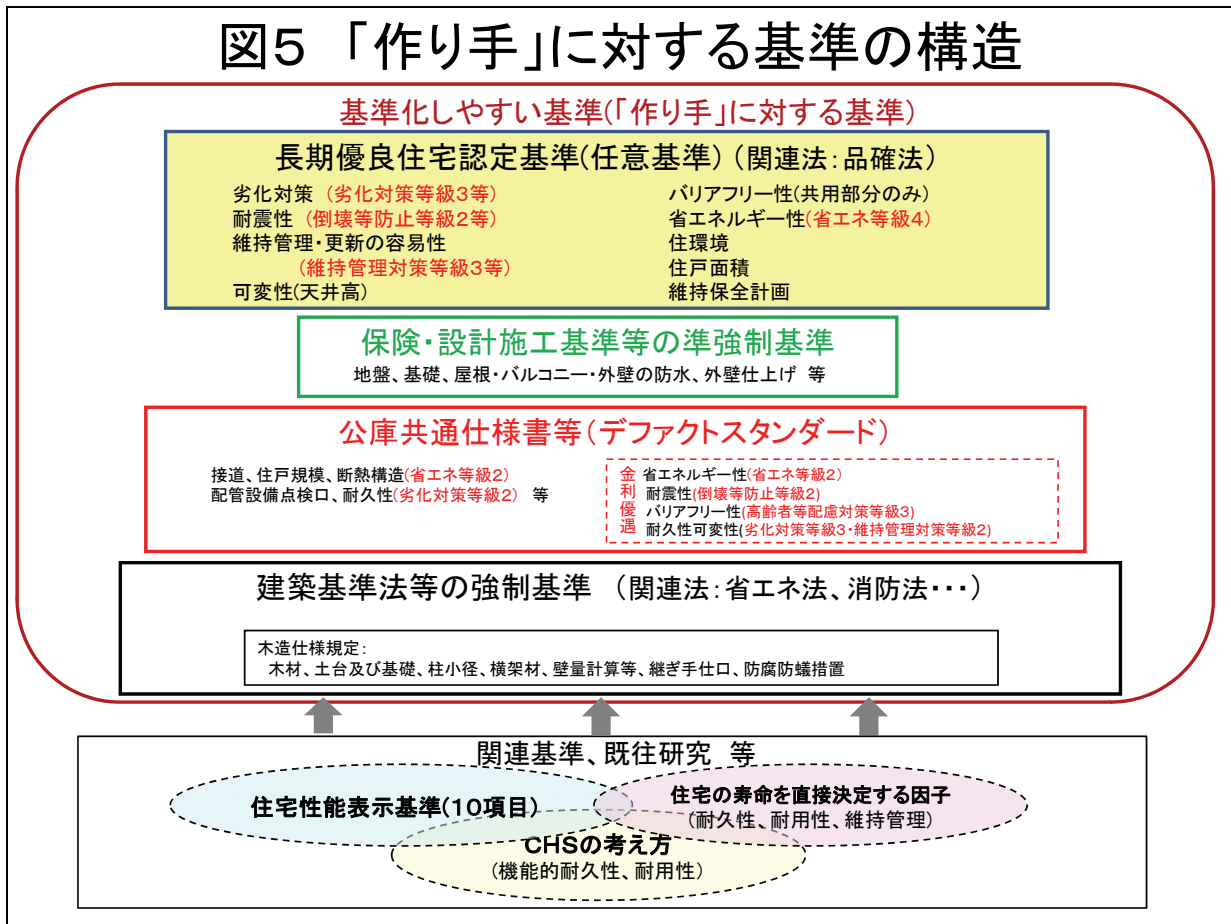 図5 「作り手」に対する基準の構造
基準化しやすい基準(「作り手」に対する基準)
長期優良住宅認定基準(任意基準) (関連法:品確法)
劣化対策 (劣化対策等級3等)
耐震性 (倒壊等防止等級2等)
維持管理・更新の容易性
(維持管理対策等級3等)
可変性(天井高)
バリアフリー性(共用部分のみ)
省エネルギー性(省エネ等級4)
住環境
住戸面積
維持保全計画
保険・設計施工基準等の準強制基準
地盤、基礎、屋根・バルコニー・外壁の防水、外壁仕上げ 等
公庫共通仕様書等(デファクトスタンダード)
接道、住戸規模、断熱構造(省エネ等級2)
配管設備点検口、耐久性(劣化対策等級2) 等
金利優遇
省エネルギー性(省エネ等級2)
耐震性(倒壊等防止等級2)
バリアフリー性(高齢者等配慮対策等級3)
耐久性可変性(劣化対策等級3・維持管理対策等級2)
建築基準法等の強制基準 (関連法:省エネ法、消防法・・・)
木造仕様規定:
木材、土台及び基礎、柱小径、横架材、壁量計算等、継ぎ手仕口、防腐防蟻措置
関連基準、既往研究 等
住宅性能表示基準(10項目)
住宅の寿命を直接決定する因子
(耐久性、耐用性、維持管理)
CHSの考え方
(機能的耐久性、耐用性)